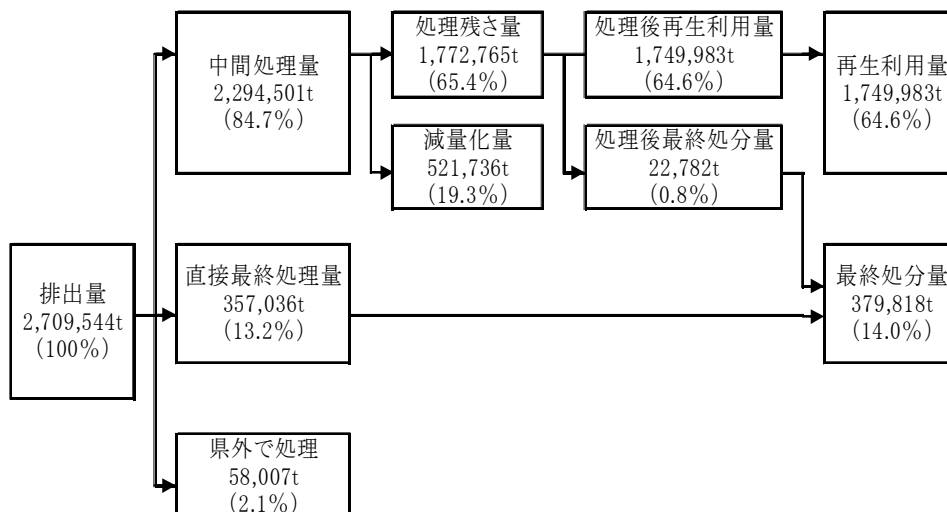 中間処理量
2,294,501t
(84.7%)
処理残さ量
1,772,765t
(65.4%)
処理後再生利用量
1,749,983t
(64.6%)
再生利用量
1,749,983t
(64.6%)
減量化量
521,736t
(19.3%)
処理後最終処分量
22,782t
(0.8%)
排出量
2,709,544t
(100%)
直接最終処理量
357,036t
(13.2%)
最終処分量
379,818t
(14.0%)
県外で処理
58,007t
(2.1%)